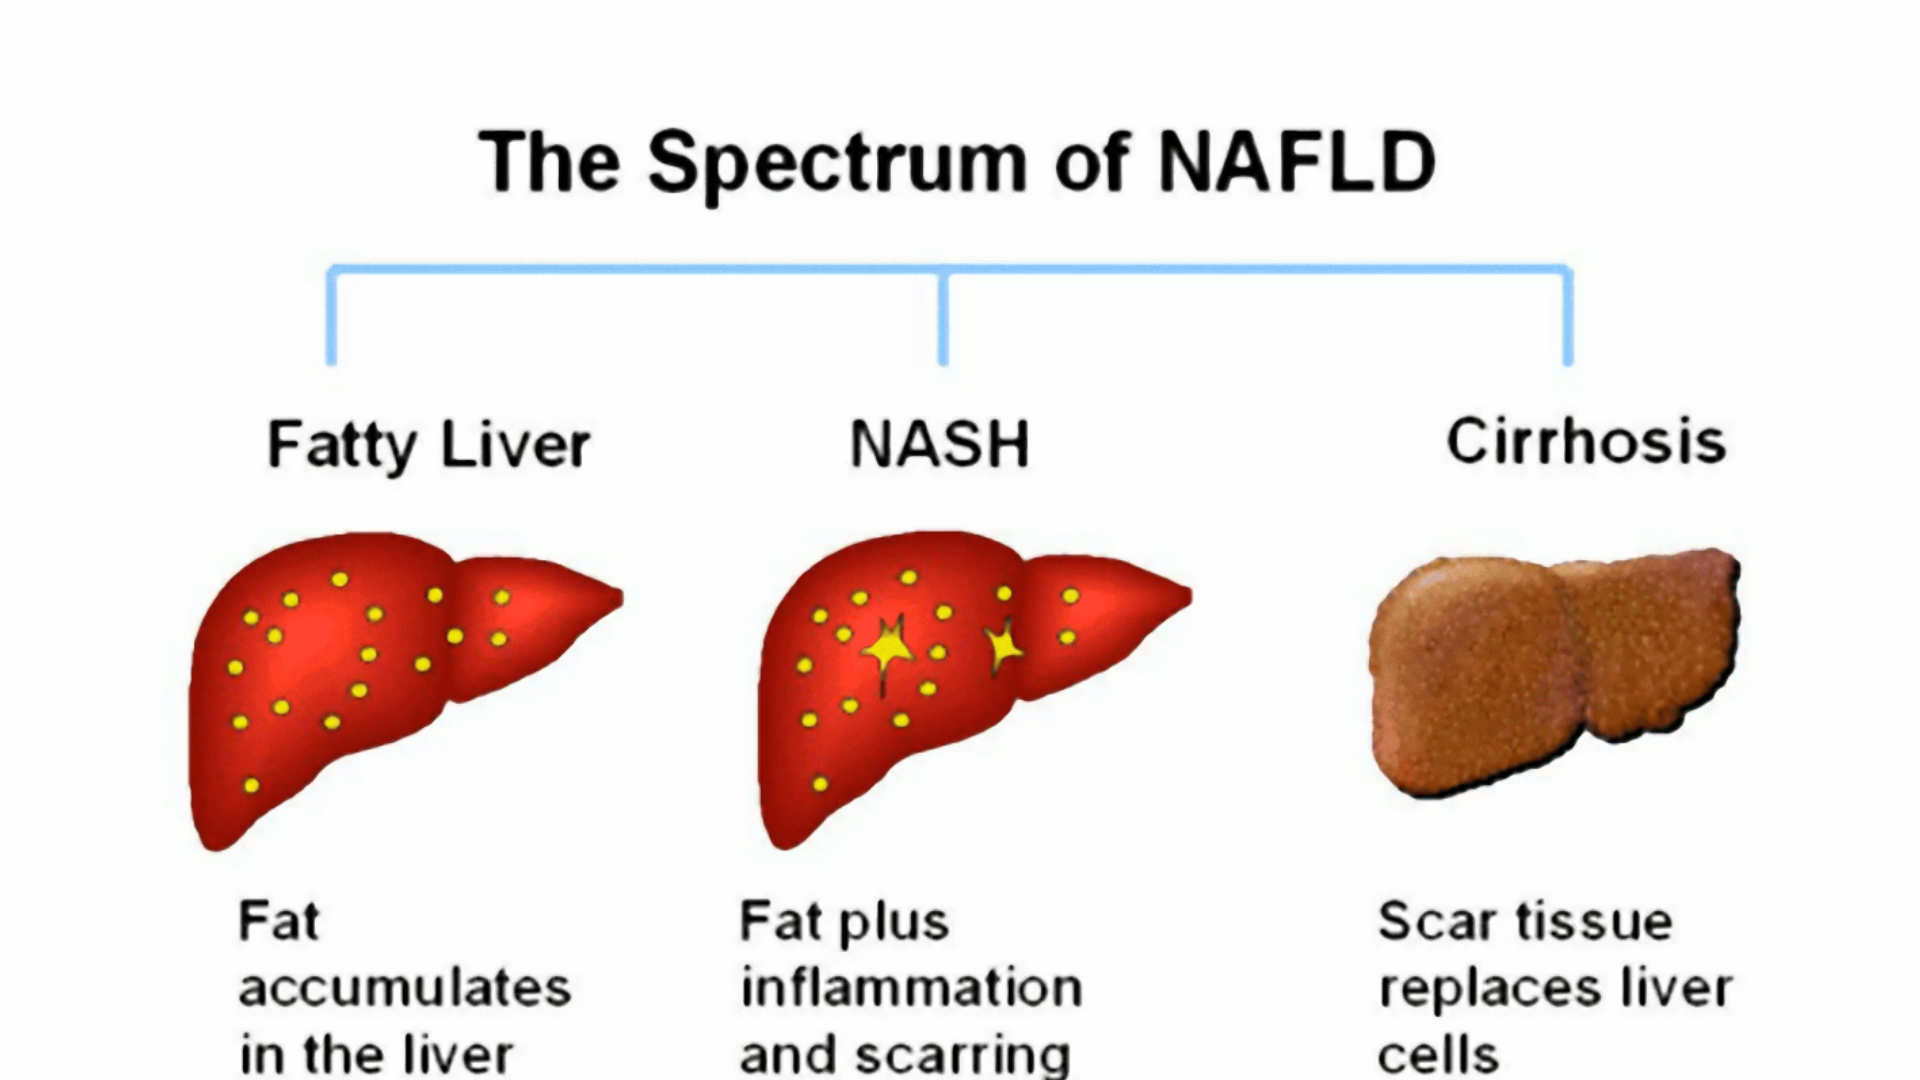 The Spectrum of NAFLD
Fatty Liver
NASH
Cirrhosis
Fat
accumulates
in the liver
Fat plus
inflammation
and scarring
Scar tissue
replaces liver
cells